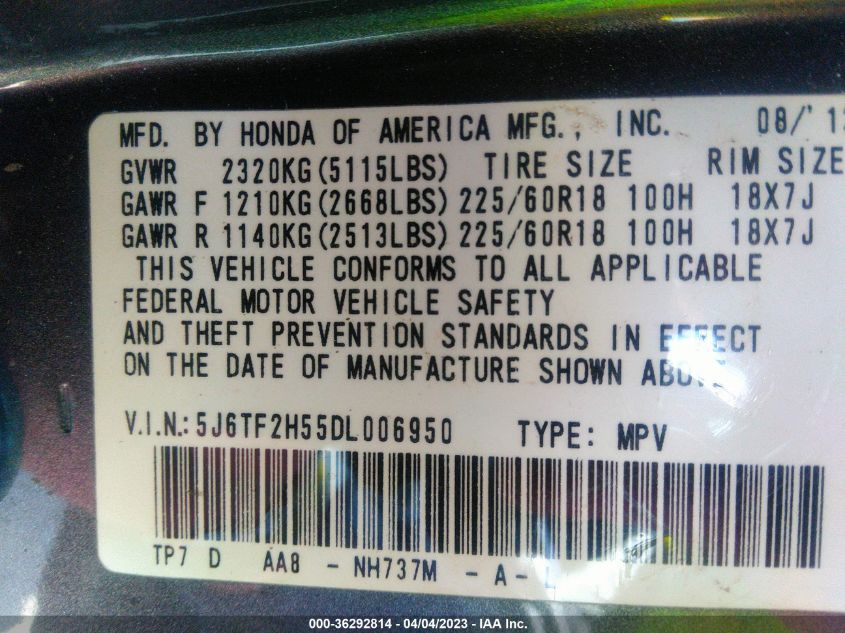 MFD. BY HONDA OF AMERICA MFG., INC. 08/'13
GVWR 2320KG(5115LBS) TIRE SIZE RIM SIZE
GAWR F 1210KG(2668LBS) 225/60R18 100H 18X7J
GAWR R 1140KG(2513LBS) 225/60R18 100H 18X7J
THIS VEHICLE CONFORMS TO ALL APPLICABLE
FEDERAL MOTOR VEHICLE SAFETY
AND THEFT PREVENTION STANDARDS IN EFFECT
ON THE DATE OF MANUFACTURE SHOWN ABOVE
V.I.N.: 5J6TF2H55DL006950 TYPE: MPV
TP7 D AA8 - NH737M - A - L
000-36292814 - 04/04/2023 - IAA Inc.